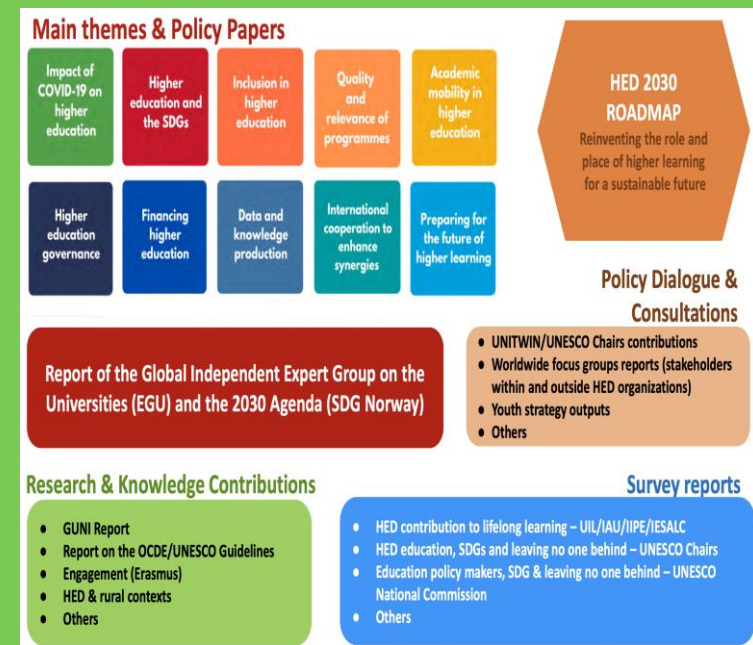 Main themes & Policy Papers
Impact of
COVID-19 on
higher
education
Higher
education and
the SDGs
Inclusion in
higher
education
Quality
and
relevance of
programmes
Academic
mobility in
higher
education
Higher
education
governance
Financing
higher
education
Data and
knowledge
production
International
cooperation to
enhance
synergies
Preparing for
the future of
higher learning
HED 2030
ROADMAP
Reinventing the role and
place of higher learning
for a sustainable future
Policy Dialogue &
Consultations
● UNITWIN/UNESCO Chairs contributions
● Worldwide focus groups reports (stakeholders
within and outside HED organizations)
● Youth strategy outputs
● Others
Report of the Global Independent Expert Group on the
Universities (EGU) and the 2030 Agenda (SDG Norway)
Research & Knowledge Contributions
● GUNI Report
● Report on the OCDE/UNESCO Guidelines
● Engagement (Erasmus)
● HED & rural contexts
● Others
Survey reports
● HED contribution to lifelong learning – UIL/IAU/IIPE/IESALC
● HED education, SDGs and leaving no one behind – UNESCO Chairs
● Education policy makers, SDG & leaving no one behind – UNESCO
National Commission
● Others